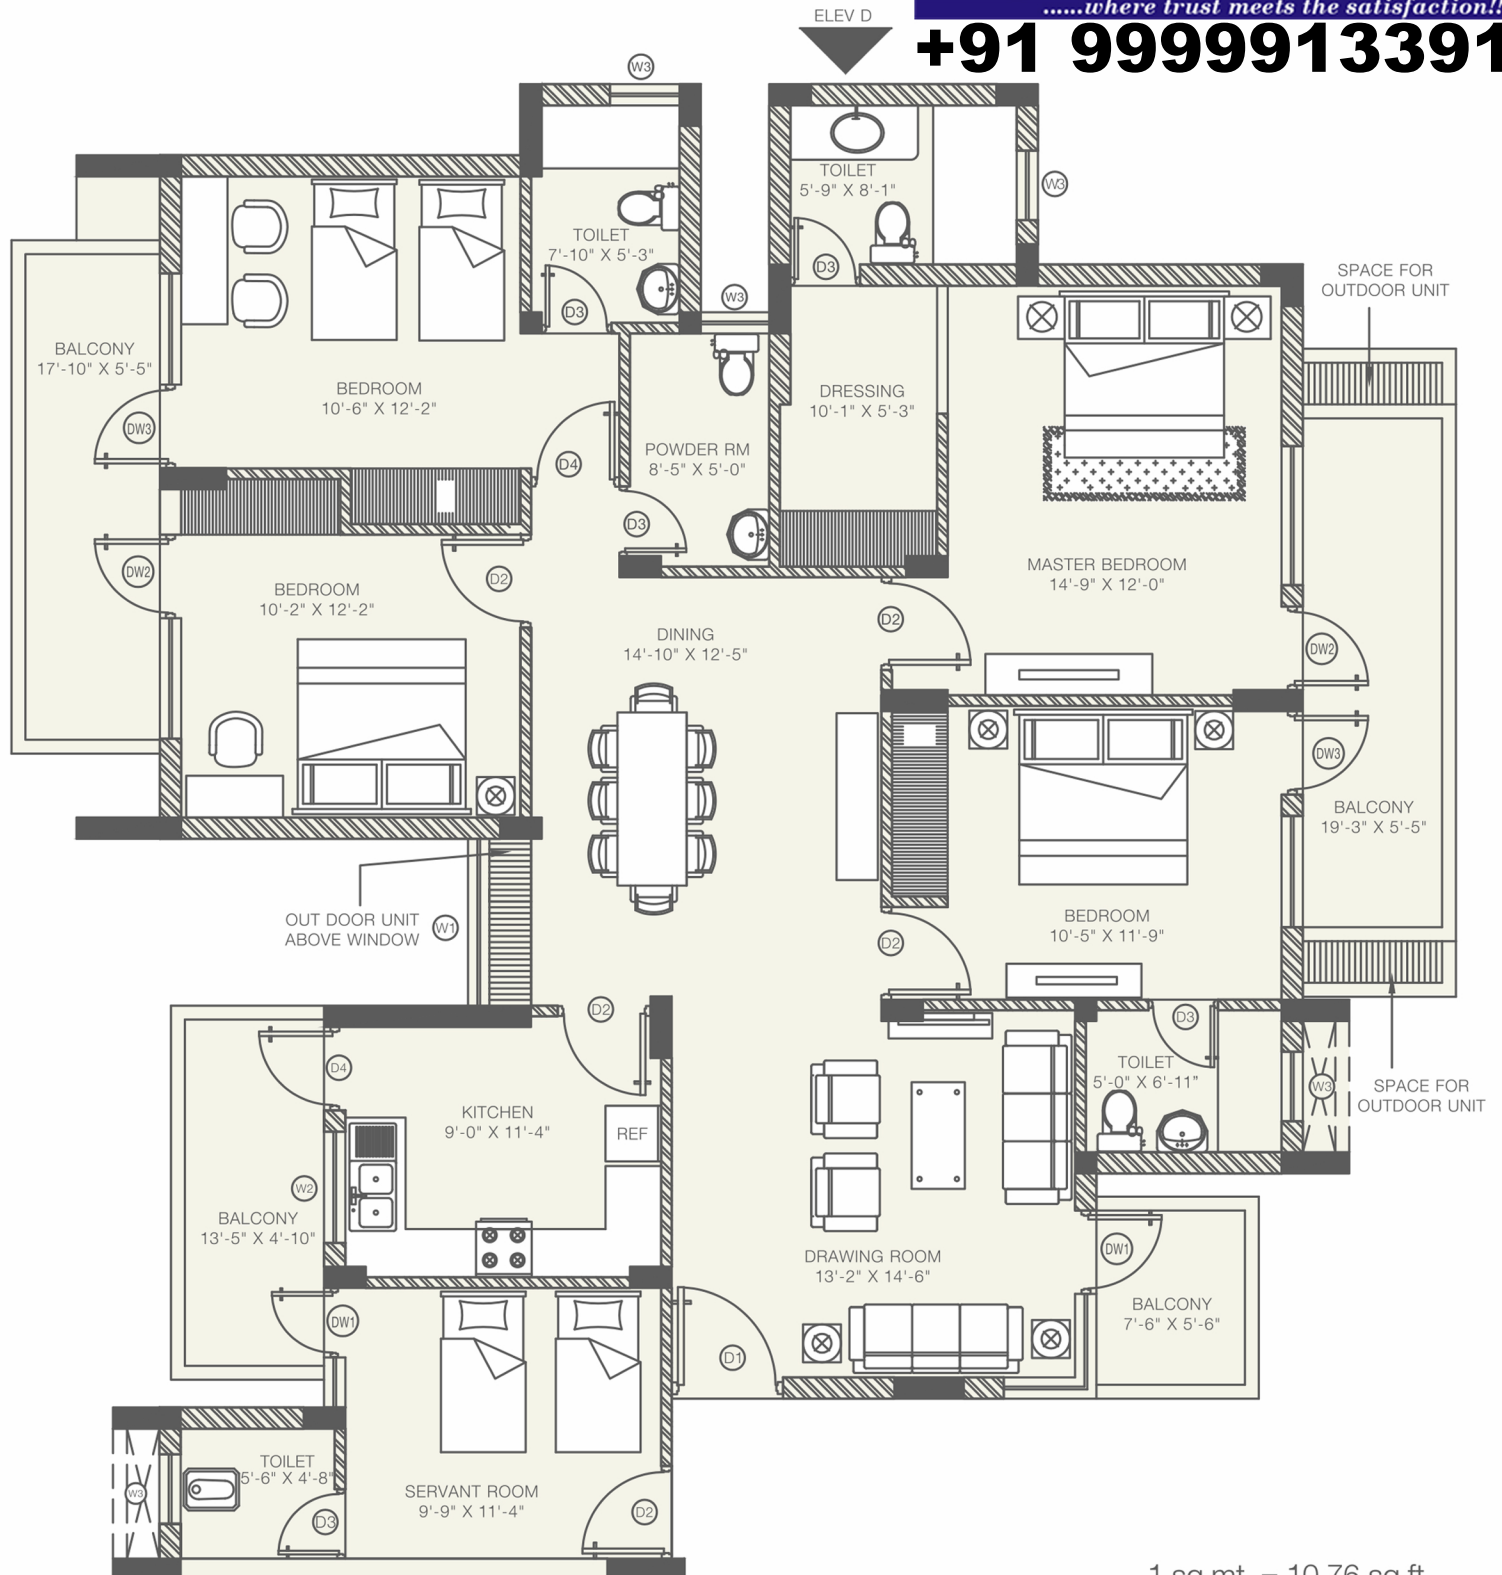 ......where trust meets the satisfaction!!
+91 9999913391
ELEV D
W3
TOILET
5'-9" X 8'-1"
W3
D3
TOILET
7'-10" X 5'-3"
D3
W3
SPACE FOR
OUTDOOR UNIT
BALCONY
17'-10" X 5'-5"
BEDROOM
10'-6" X 12'-2"
DRESSING
10'-1" X 5'-3"
DW3
D4
POWDER RM
8'-5" X 5'-0"
D3
DW2
D2
BEDROOM
10'-2" X 12'-2"
MASTER BEDROOM
14'-9" X 12'-0"
D2
DINING
14'-10" X 12'-5"
DW2
DW3
BALCONY
19'-3" X 5'-5"
OUT DOOR UNIT
ABOVE WINDOW
W1
BEDROOM
10'-5" X 11'-9"
D2
D2
D3
D4
TOILET
5'-0" X 6'-11"
W3
SPACE FOR
OUTDOOR UNIT
KITCHEN
9'-0" X 11'-4"
REF
W2
BALCONY
13'-5" X 4'-10"
DRAWING ROOM
13'-2" X 14'-6"
DW1
BALCONY
7'-6" X 5'-6"
DW1
D1
TOILET
5'-6" X 4'-8"
W3
D3
SERVANT ROOM
9'-9" X 11'-4"
D2
1 sq.mt. = 10.76 sq.ft.